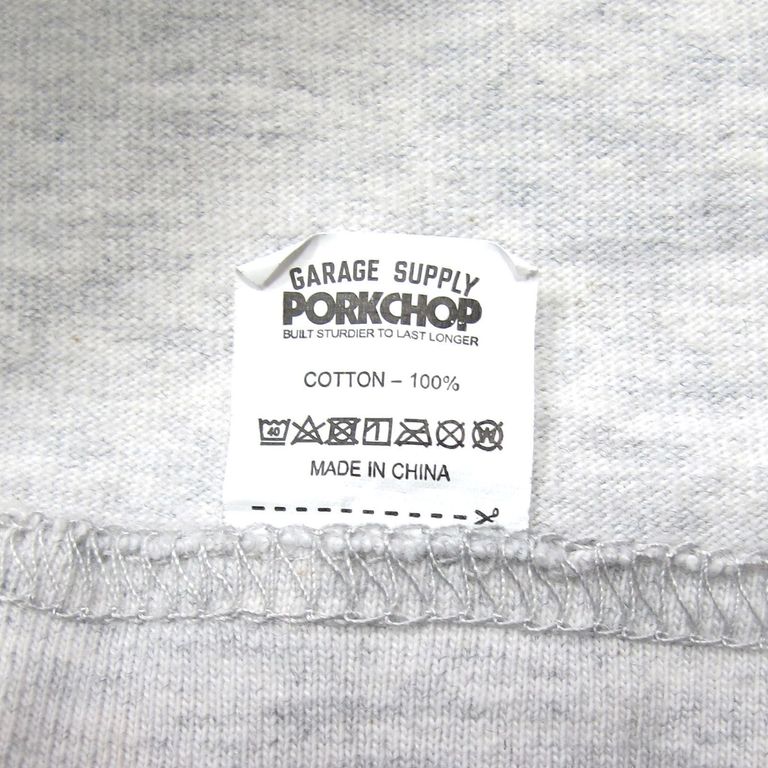 GARAGE SUPPLY
PORKCHOP
BUILT STURDIER TO LAST LONGER
COTTON – 100%
40 W
MADE IN CHINA